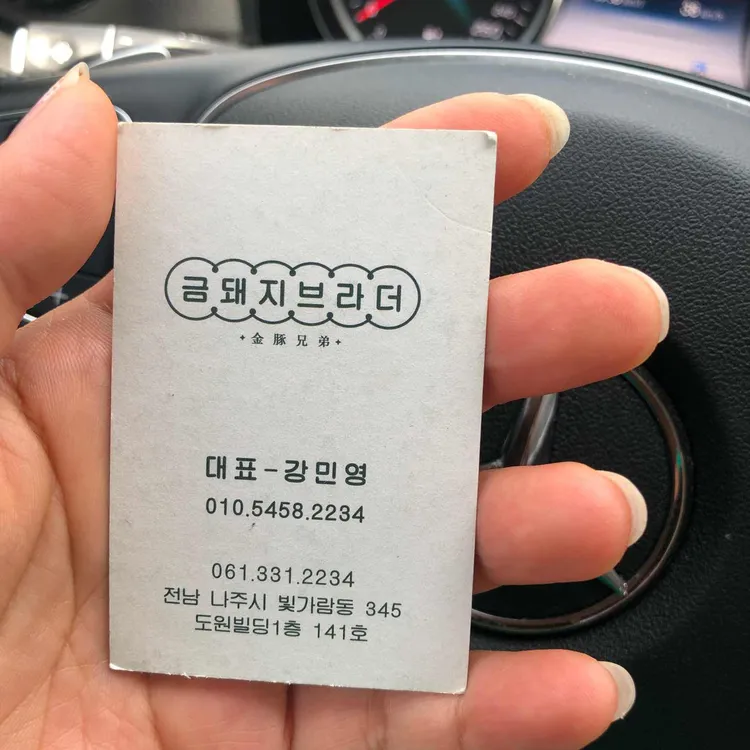 금돼지브라더
+金豚兄弟+
대표-강민영
010.5458.2234
061.331.2234
전남 나주시 빛가람동 345
도원빌딩1층 141호